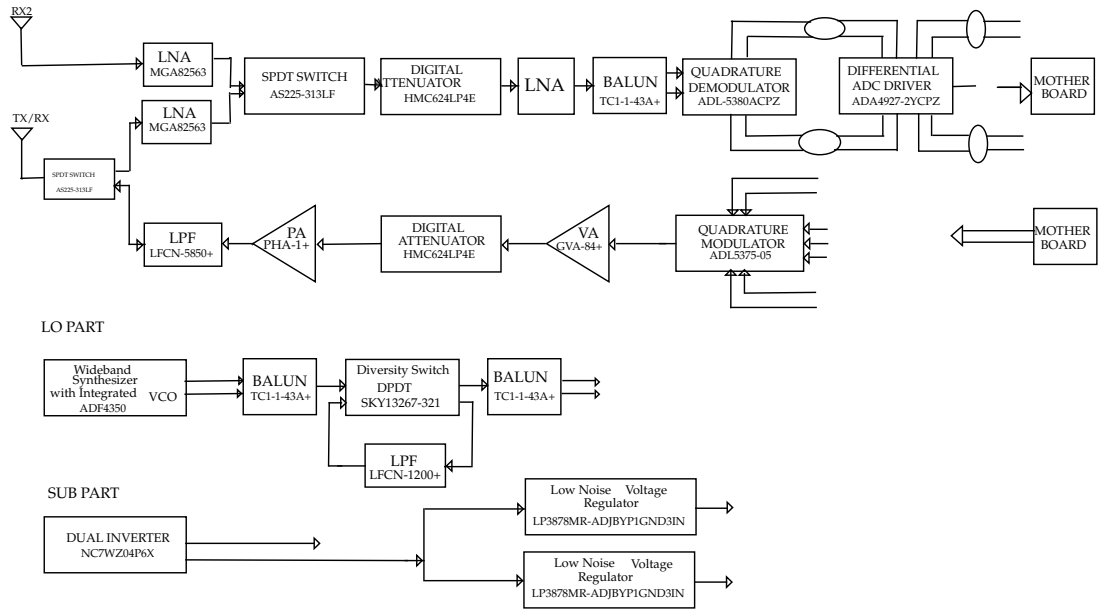 RX2
LNA
MGA82563
SPDT SWITCH
AS225-313LF
DIGITAL
ATTENUATOR
HMC624LP4E
LNA
BALUN
TC1-1-43A+
QUADRATURE
DEMODULATOR
ADL-5380ACPZ
DIFFERENTIAL
ADC DRIVER
ADA4927-2YCPZ
MOTHER
BOARD
TX/RX
LNA
MGA82563
SPDT SWITCH
AS225-313LF
LPF
LFCN-5850+
PA
PHA-1+
DIGITAL
ATTENUATOR
HMC624LP4E
VA
GVA-84+
QUADRATURE
MODULATOR
ADL5375-05
MOTHER
BOARD
LO PART
Wideband
Synthesizer
with Integrated VCO
ADF4350
BALUN
TC1-1-43A+
Diversity Switch
DPDT
SKY13267-321
BALUN
TC1-1-43A+
LPF
LFCN-1200+
SUB PART
DUAL INVERTER
NC7WZ04P6X
Low Noise Voltage
Regulator
LP3878MR-ADJBYP1GND3IN
Low Noise Voltage
Regulator
LP3878MR-ADJBYP1GND3IN